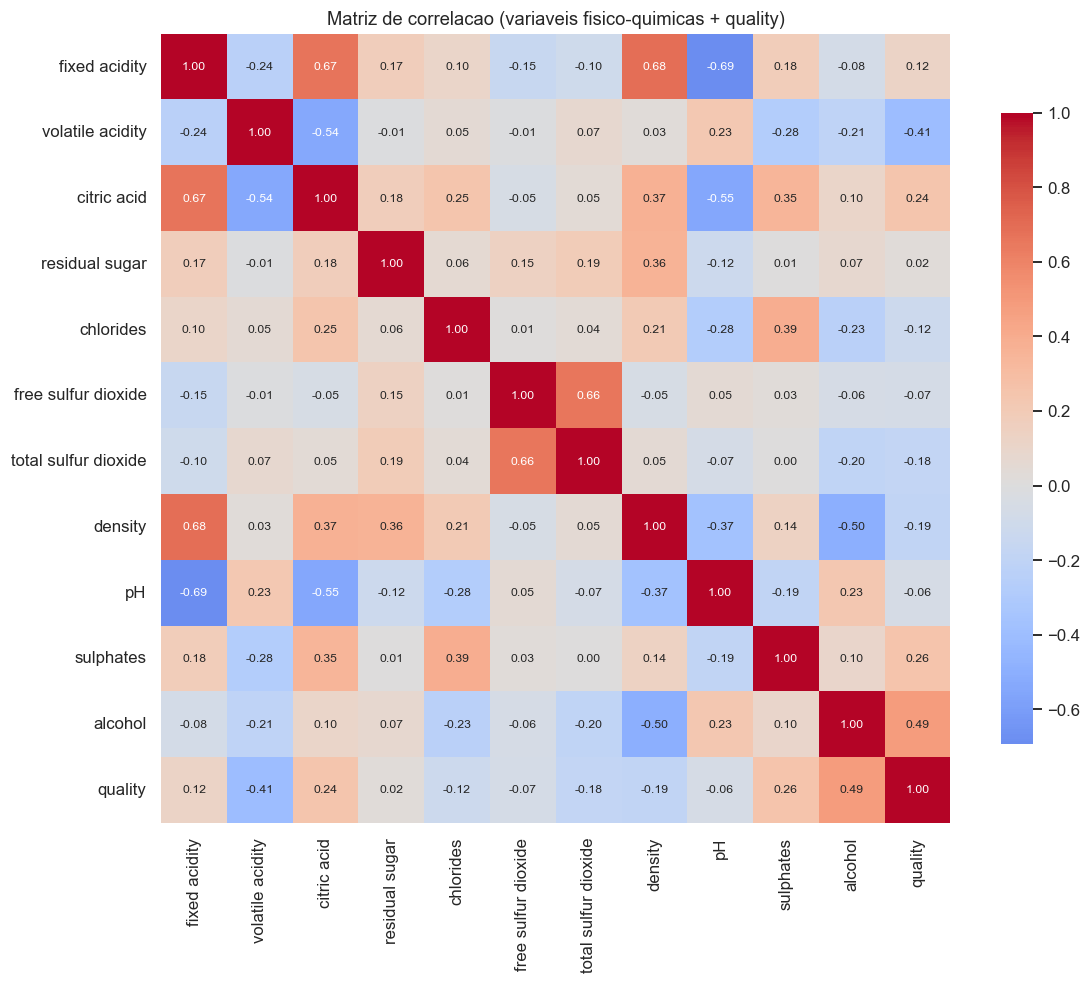 Matriz de correlacao (variaveis fisico-quimicas + quality)
fixed acidity 1.00 -0.24 0.67 0.17 0.10 -0.15 -0.10 0.68 -0.69 0.18 -0.08 0.12
volatile acidity -0.24 1.00 -0.54 -0.01 0.05 -0.01 0.07 0.03 0.23 -0.28 -0.21 -0.41
citric acid 0.67 -0.54 1.00 0.18 0.25 -0.05 0.05 0.37 -0.55 0.35 0.10 0.24
residual sugar 0.17 -0.01 0.18 1.00 0.06 0.15 0.19 0.36 -0.12 0.01 0.07 0.02
chlorides 0.10 0.05 0.25 0.06 1.00 0.01 0.04 0.21 -0.28 0.39 -0.23 -0.12
free sulfur dioxide -0.15 -0.01 -0.05 0.15 0.01 1.00 0.66 -0.05 0.05 0.03 -0.06 -0.07
total sulfur dioxide -0.10 0.07 0.05 0.19 0.04 0.66 1.00 0.05 -0.07 0.00 -0.20 -0.18
density 0.68 0.03 0.37 0.36 0.21 -0.05 0.05 1.00 -0.37 0.14 -0.50 -0.19
pH -0.69 0.23 -0.55 -0.12 -0.28 0.05 -0.07 -0.37 1.00 -0.19 0.23 -0.06
sulphates 0.18 -0.28 0.35 0.01 0.39 0.03 0.00 0.14 -0.19 1.00 0.10 0.26
alcohol -0.08 -0.21 0.10 0.07 -0.23 -0.06 -0.20 -0.50 0.23 0.10 1.00 0.49
quality 0.12 -0.41 0.24 0.02 -0.12 -0.07 -0.18 -0.19 -0.06 0.26 0.49 1.00
fixed acidity
volatile acidity
citric acid
residual sugar
chlorides
free sulfur dioxide
total sulfur dioxide
density
pH
sulphates
alcohol
quality
1.0
0.8
0.6
0.4
0.2
0.0
−0.2
−0.4
−0.6